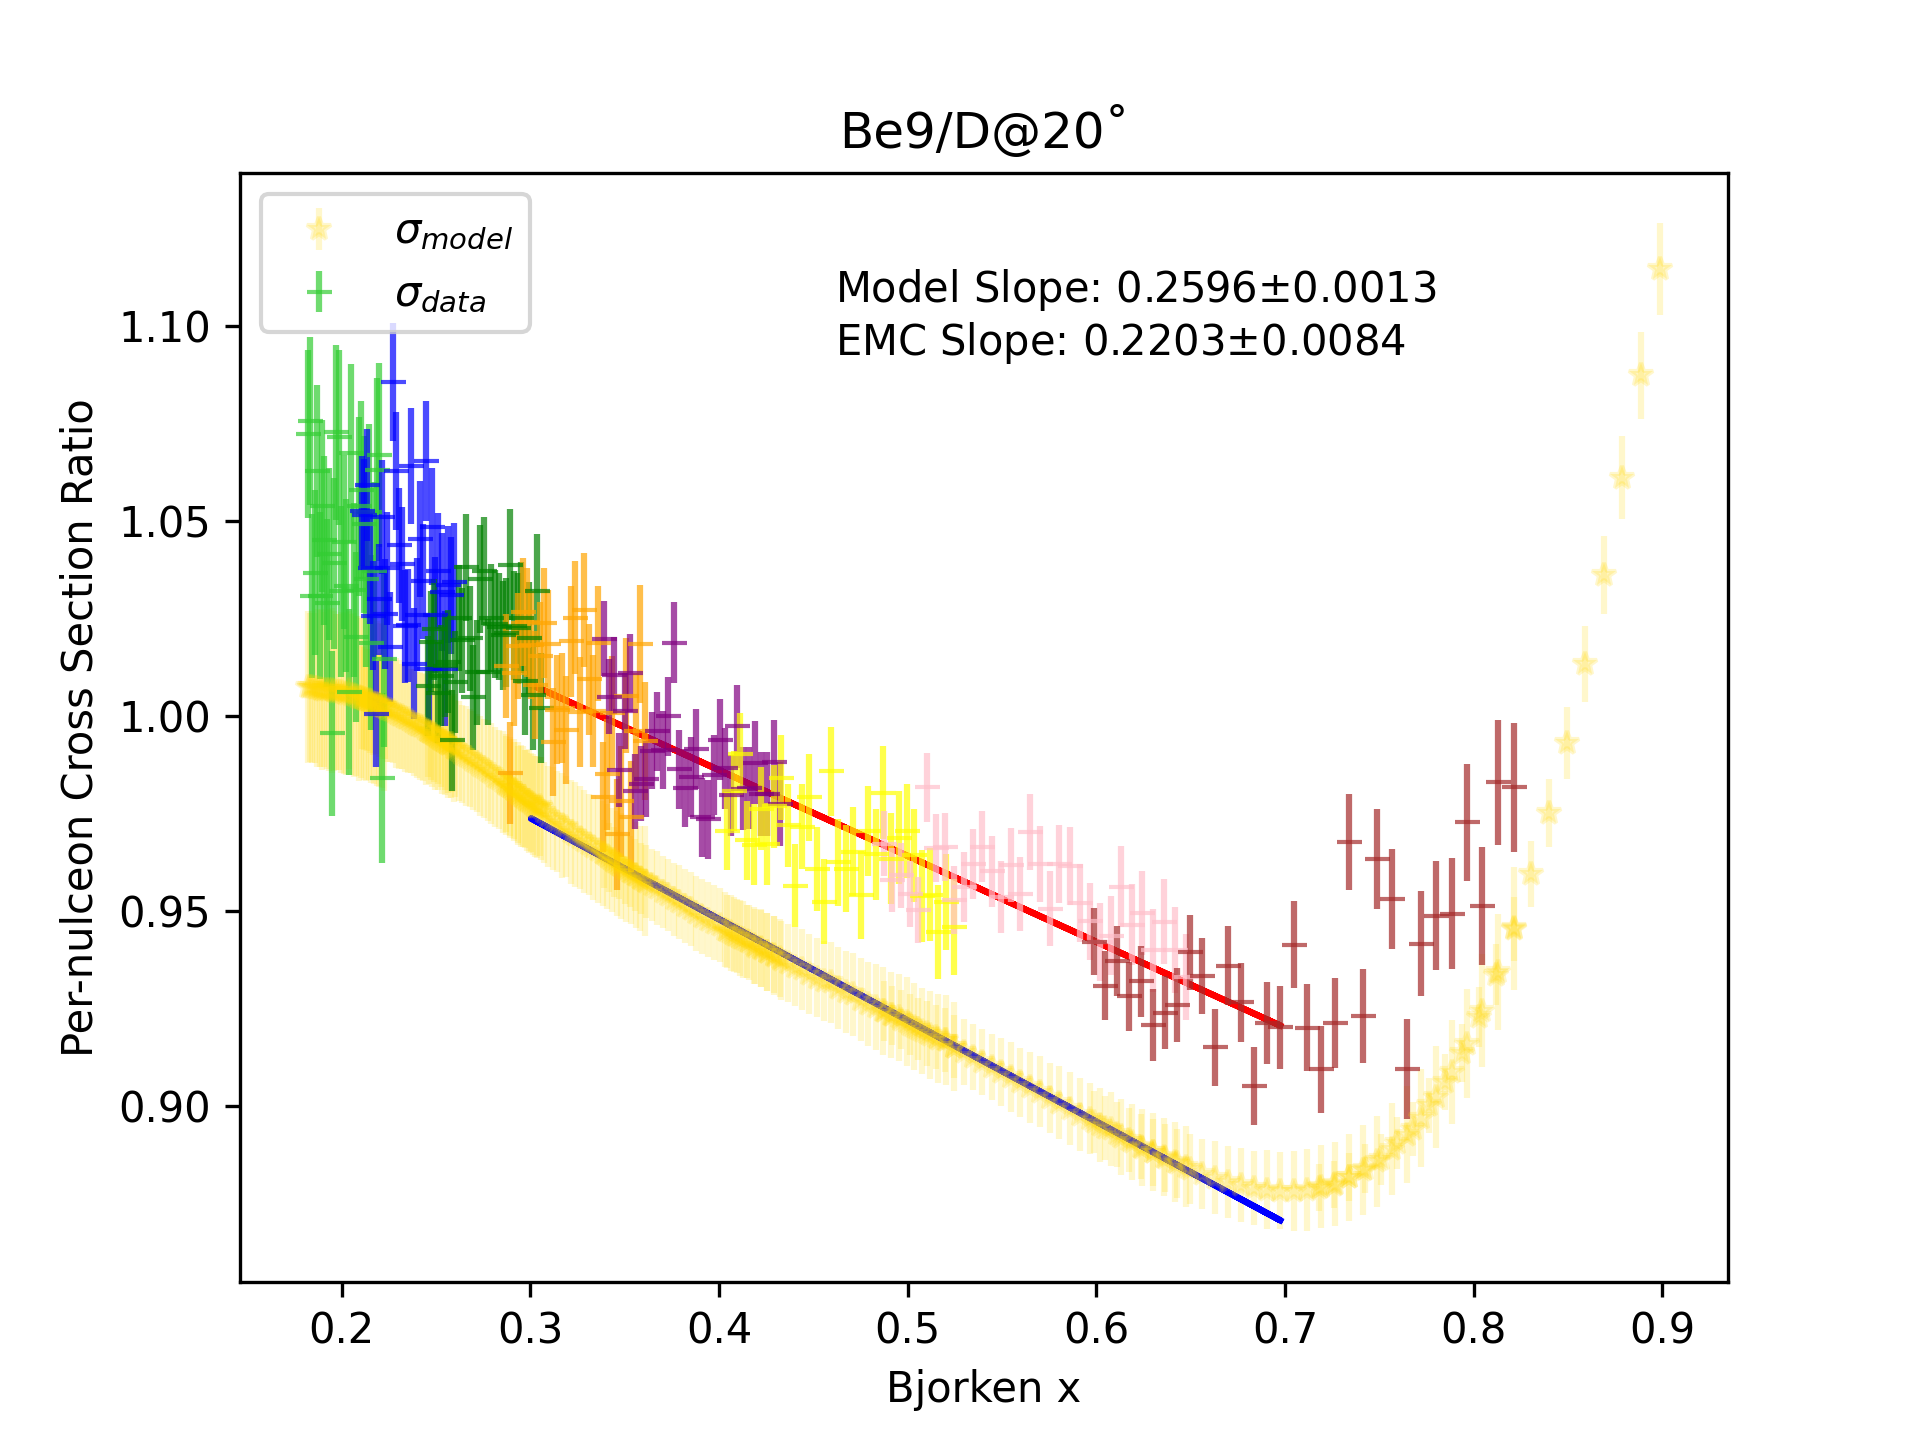 Be9/D@20˚
σmodel
σdata
Model Slope: 0.2596±0.0013
EMC Slope: 0.2203±0.0084
Per-nulceon Cross Section Ratio
1.10
1.05
1.00
0.95
0.90
0.2 0.3 0.4 0.5 0.6 0.7 0.8 0.9
Bjorken x